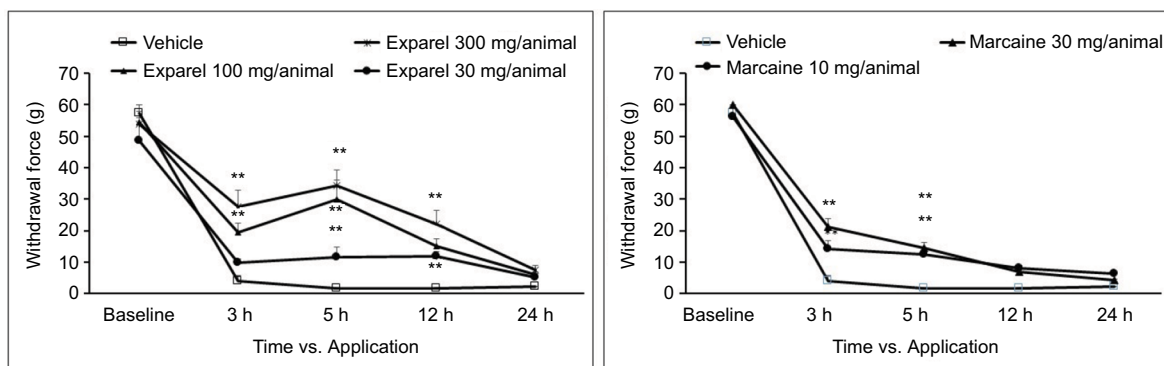 Vehicle
Exparel 300 mg/animal
Exparel 100 mg/animal
Exparel 30 mg/animal
Withdrawal force (g)
70
60
50
40
30
20
10
0
**
**
**
**
**
**
**
Baseline
3 h
5 h
12 h
24 h
Time vs. Application
Vehicle
Marcaine 30 mg/animal
Marcaine 10 mg/animal
Withdrawal force (g)
70
60
50
40
30
20
10
0
**
**
**
**
Baseline
3 h
5 h
12 h
24 h
Time vs. Application